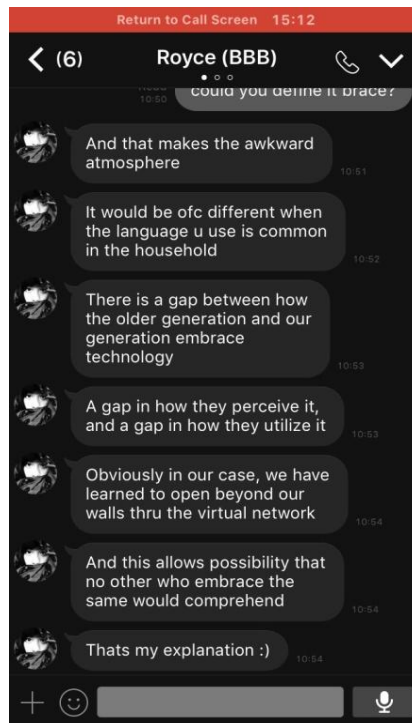 Return to Call Screen 15:12
(6) Royce (BBB)
Read
10:50
could you define it brace?
And that makes the awkward
atmosphere
10:51
It would be ofc different when
the language u use is common
in the household
10:52
There is a gap between how
the older generation and our
generation embrace
technology
10:53
A gap in how they perceive it,
and a gap in how they utilize it
10:53
Obviously in our case, we have
learned to open beyond our
walls thru the virtual network
10:54
And this allows possibility that
no other who embrace the
same would comprehend
10:54
Thats my explanation :)
10:54